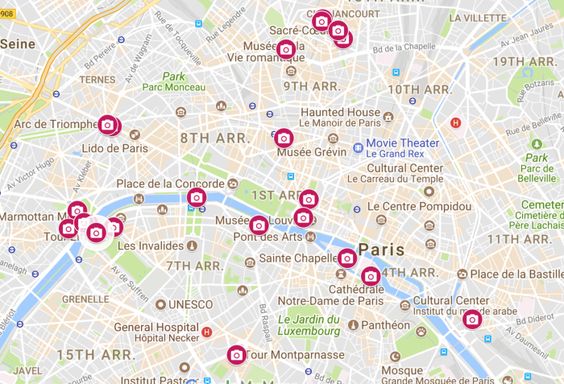 908
CLIGNANCOURT
LA VILLETTE
Sacré-Cœur
Seine
Bd Péreire
Av de Wagram
Rue de Tocqueville
Rue Legendre
Musée de la
Vie romantique
Bd de la Chapelle
Av Jean Jaurès
19TH ARR.
TERNES
Park
Parc Monceau
9TH ARR.
10TH ARR.
Rue Botzaris
Arc de Triomphe
Haunted House
Le Manoir de Paris
Rue de Belleville
Lido de Paris
8TH ARR.
Musée Grévin
Movie Theater
Le Grand Rex
Park
Parc de
Belleville
Av Victor Hugo
Av Kléber
Place de la Concorde
1ST ARR.
Cultural Center
Le Carreau du Temple
Marmottan M
Musée
Louvre
Le Centre Pompidou
Cemetery
Cimetière du
Père Lachaise
Tour Eiffel
Les Invalides
Pont des Arts
Paris
11TH ARR.
7TH ARR.
Sainte Chapelle
4TH ARR.
Place de la Bastille
Av de Suffren
GRENELLE
UNESCO
Cathédrale
Notre-Dame de Paris
Cultural Center
Institut du monde arabe
General Hospital
Hôpital Necker
Bd Raspail
Le Jardin du
Luxembourg
Panthéon
Bd Diderot
Av Daumesnil
15TH ARR.
Tour Montparnasse
JAVEL
Institut Pasteur
Mosque
Grande Mosquée de Paris